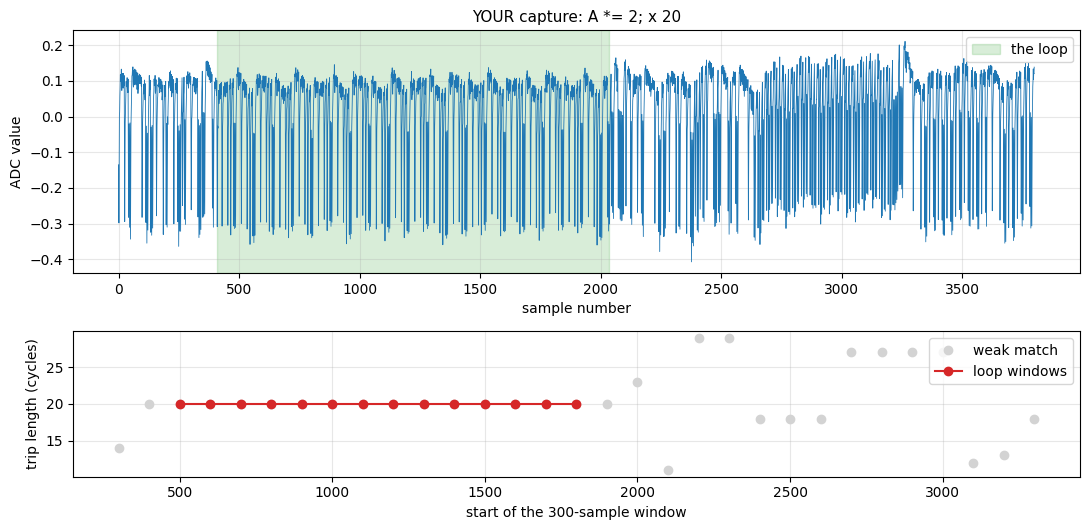 YOUR capture: A *= 2; x 20
ADC value
0.2
0.1
0.0
−0.1
−0.2
−0.3
−0.4
the loop
0 500 1000 1500 2000 2500 3000 3500
sample number
trip length (cycles)
25
20
15
weak match
loop windows
500 1000 1500 2000 2500 3000
start of the 300-sample window